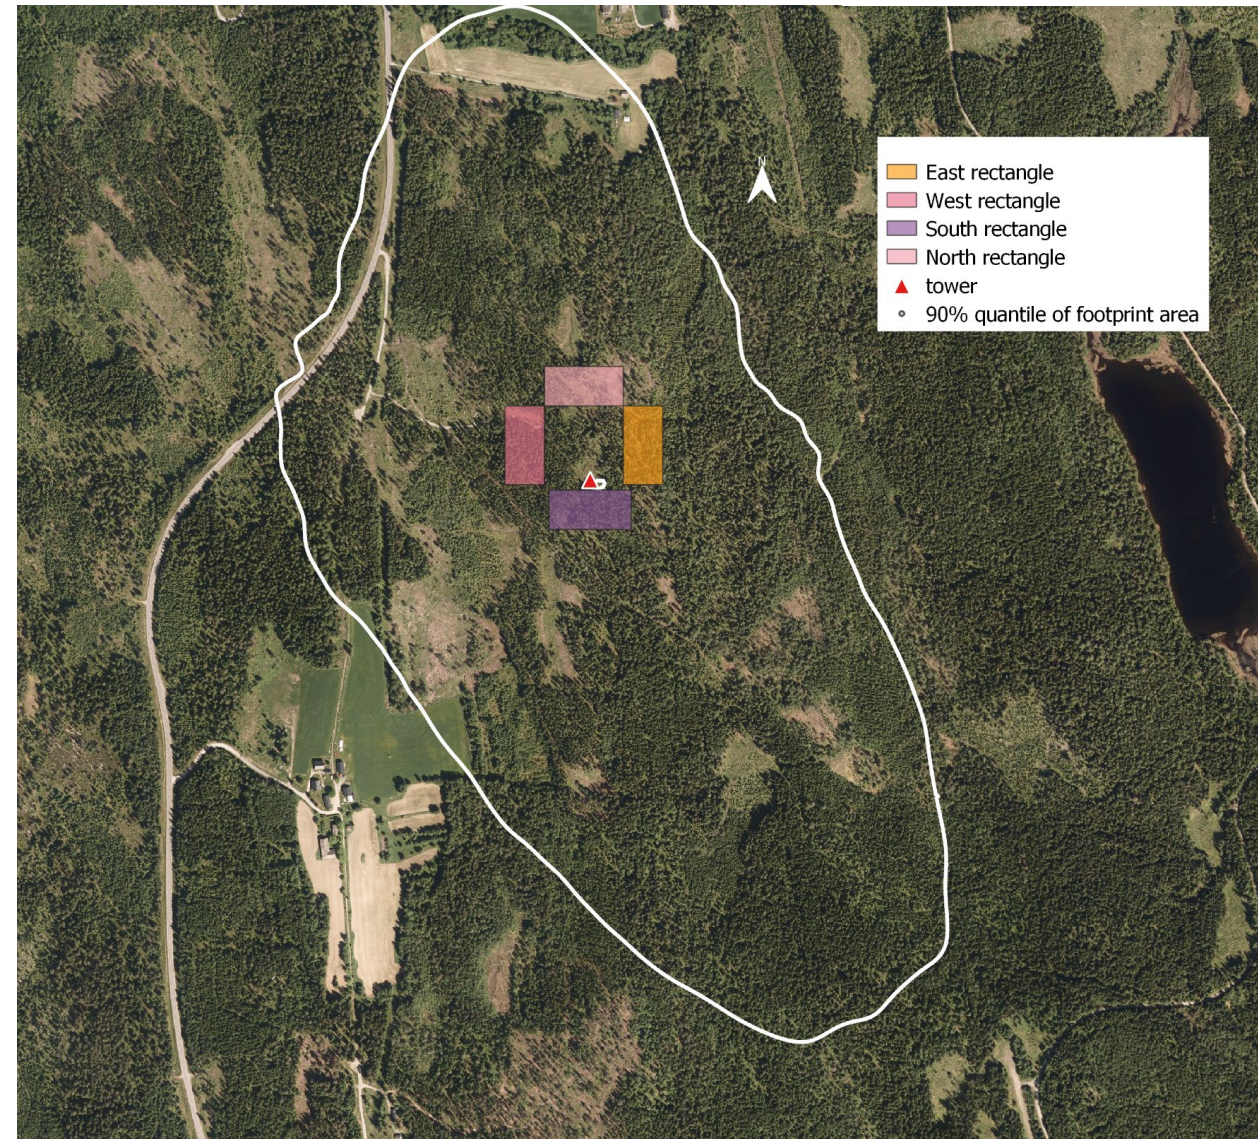 N
East rectangle
West rectangle
South rectangle
North rectangle
tower
90% quantile of footprint area